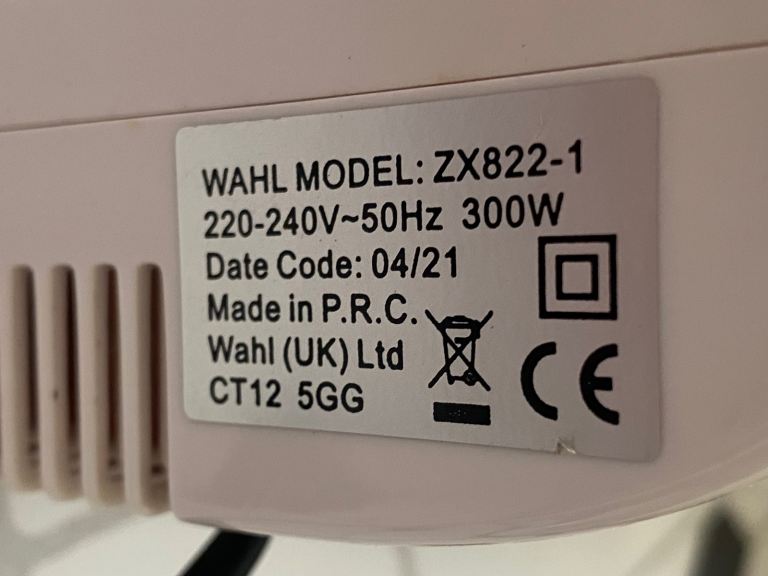 WAHL MODEL: ZX822-1
220-240V~50Hz 300W
Date Code: 04/21
Made in P.R.C.
Wahl (UK) Ltd
CT12 5GG
CE